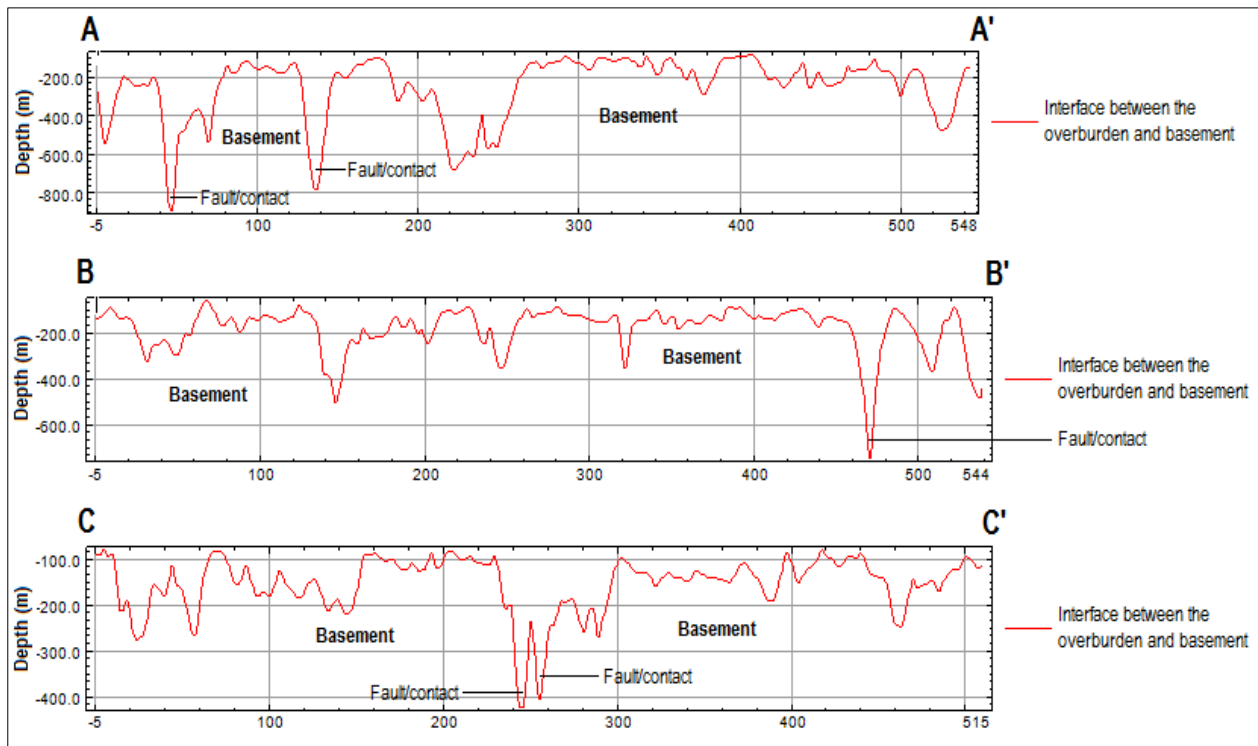 A
A'
Depth (m)
-200.0
-400.0
-600.0
-800.0
Basement
Basement
Fault/contact
Fault/contact
Interface between the
overburden and basement
-5
100
200
300
400
500
548
B
B'
Depth (m)
-200.0
-400.0
-600.0
Basement
Basement
Interface between the
overburden and basement
Fault/contact
-5
100
200
300
400
500
544
C
C'
Depth (m)
-100.0
-200.0
-300.0
-400.0
Basement
Basement
Fault/contact
Fault/contact
Interface between the
overburden and basement
-5
100
200
300
400
515